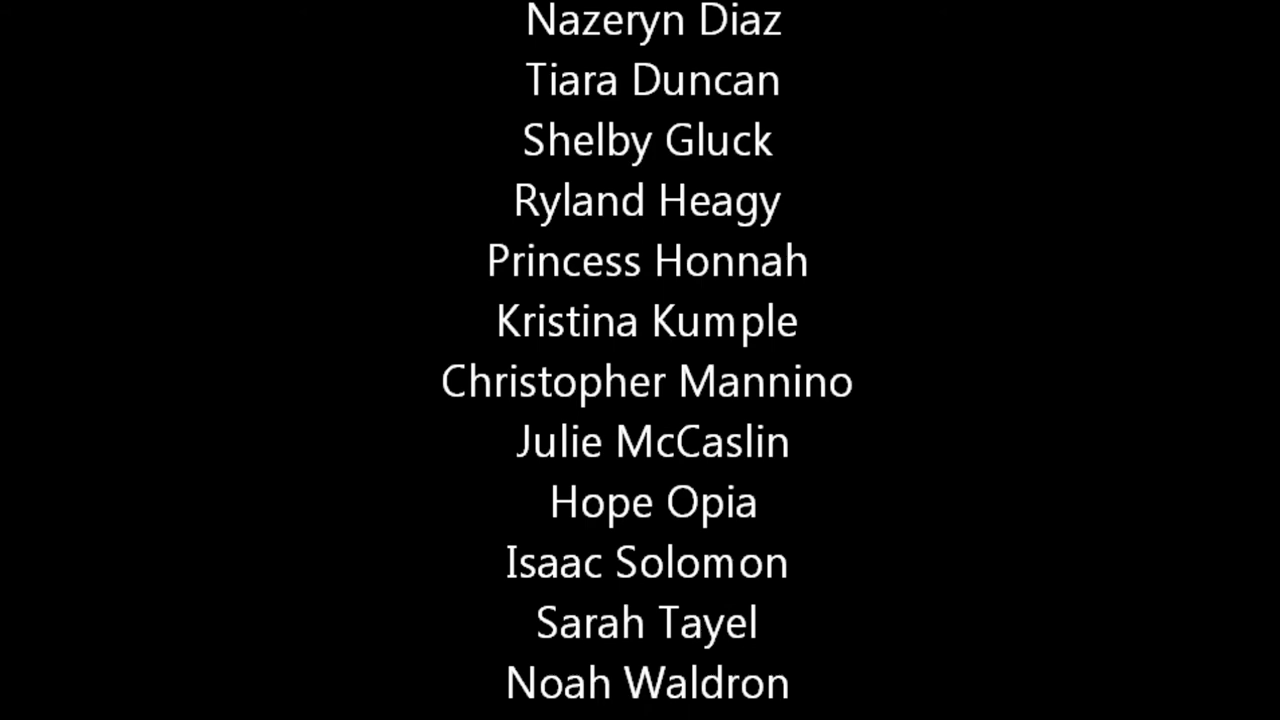 Nazeryn Diaz
Tiara Duncan
Shelby Gluck
Ryland Heagy
Princess Honnah
Kristina Kumple
Christopher Mannino
Julie McCaslin
Hope Opia
Isaac Solomon
Sarah Tayel
Noah Waldron